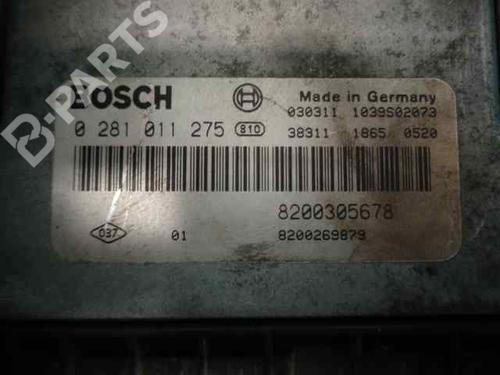 B-PARTS
BOSCH
Made in Germany
030311 1039S02073
0 281 011 275 810
38311 1865 0520
8200305678
037 01 8200269879